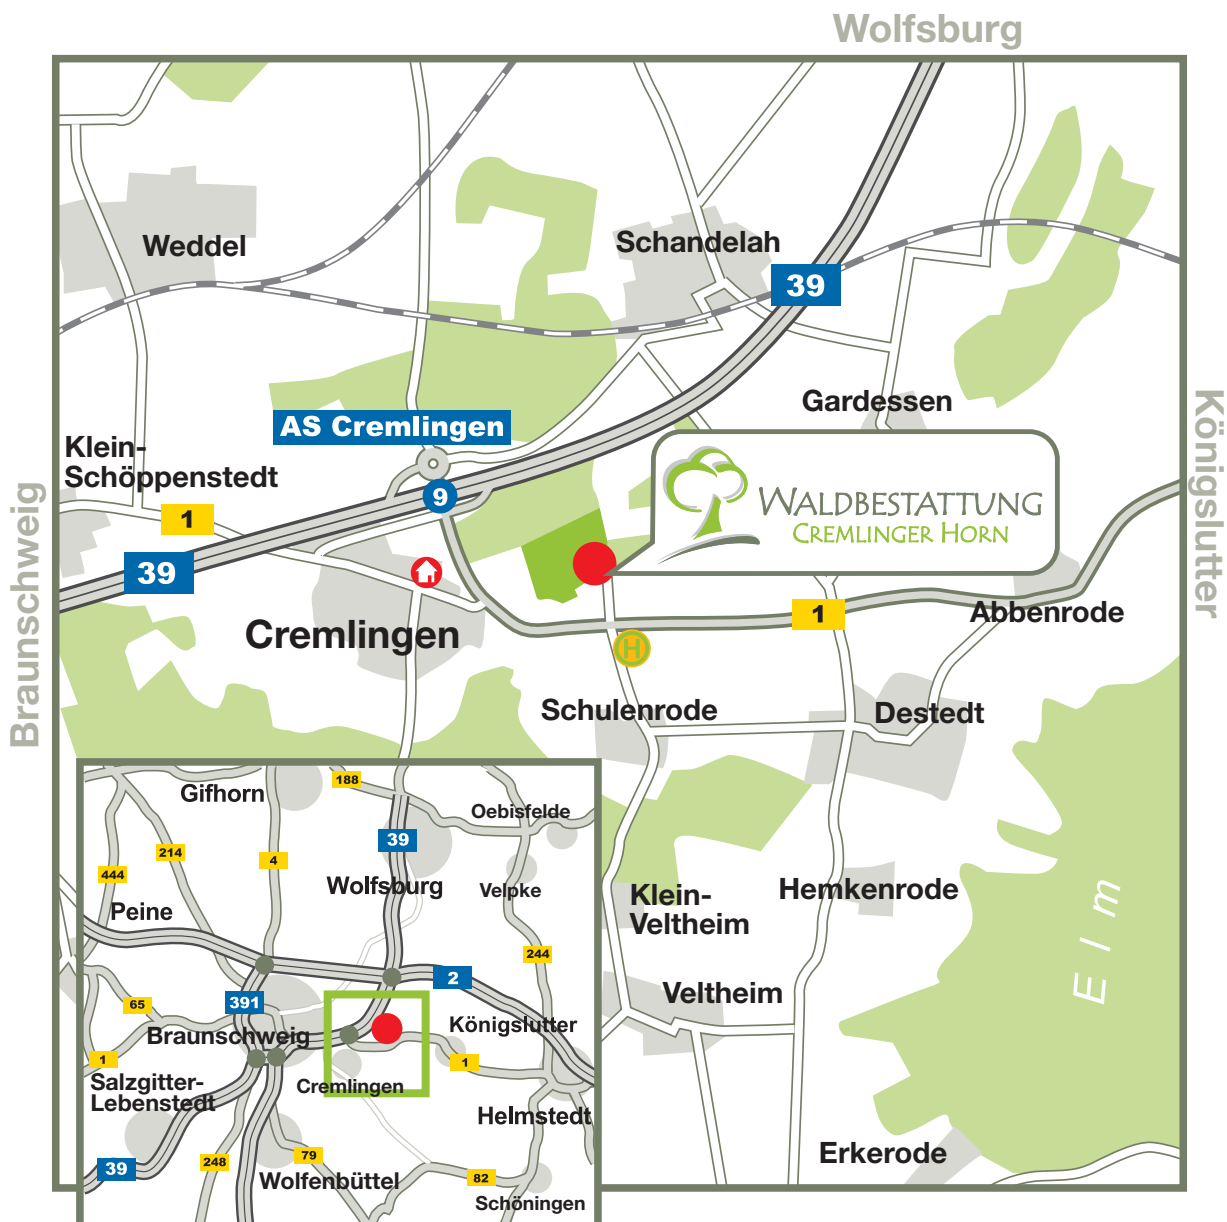 Wolfsburg
Weddel
Schandelah
39
Gardessen
AS Cremlingen
Klein-
Schöppenstedt
9
1
WALDBESTATTUNG
CREMLINGER HORN
39
Königslutter
Braunschweig
Cremlingen
1
Abbenrode
H
Schulenrode
Destedt
Klein-
Veltheim
Hemkenrode
Elm
Veltheim
Erkerode
188
Gifhorn
Oebisfelde
39
214
4
444
Wolfsburg
Velpke
Peine
244
2
65
391
Königslutter
Braunschweig
1
1
Salzgitter-
Lebenstedt
Cremlingen
Helmstedt
248
79
39
Wolfenbüttel
82
Schöningen